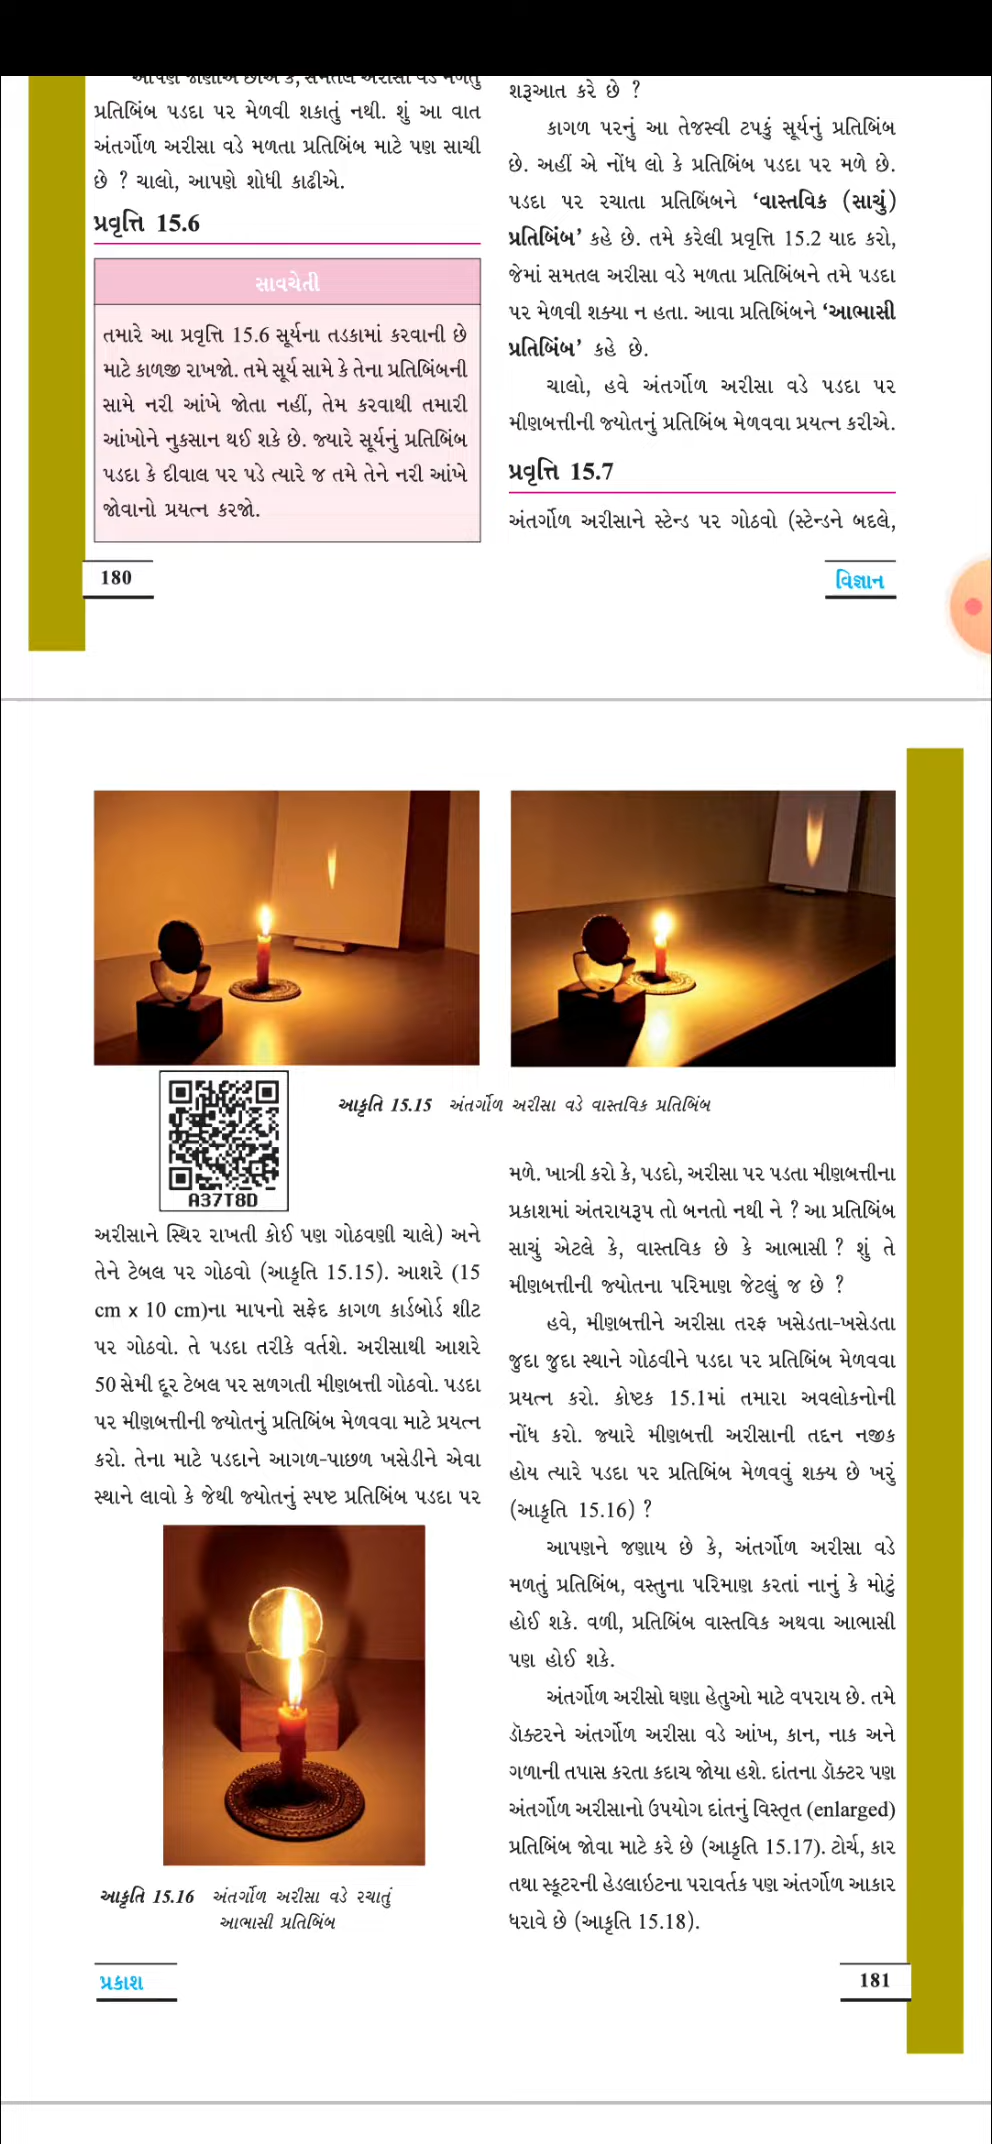 આપણે જાણીએ છીએ કે, સમતલ અરીસા વડે મળતું
પ્રતિબિંબ પડદા પર મેળવી શકાતું નથી. શું આ વાત
અંતર્ગોળ અરીસા વડે મળતા પ્રતિબિંબ માટે પણ સાચી
છે ? ચાલો, આપણે શોધી કાઢીએ.
પ્રવૃત્તિ 15.6
સાવચેતી
તમારે આ પ્રવૃત્તિ 15.6 સૂર્યના તડકામાં કરવાની છે
માટે કાળજી રાખજો. તમે સૂર્ય સામે કે તેના પ્રતિબિંબની
સામે નરી આંખે જોતા નહીં, તેમ કરવાથી તમારી
આંખોને નુકસાન થઈ શકે છે. જ્યારે સૂર્યનું પ્રતિબિંબ
પડદા કે દીવાલ પર પડે ત્યારે જ તમે તેને નરી આંખે
જોવાનો પ્રયત્ન કરજો.
180
શરૂઆત કરે છે ?
કાગળ પરનું આ તેજસ્વી ટપકું સૂર્યનું પ્રતિબિંબ
છે. અહીં એ નોંધ લો કે પ્રતિબિંબ પડદા પર મળે છે.
પડદા પર રચાતા પ્રતિબિંબને ‘વાસ્તવિક (સાચું)
પ્રતિબિંબ’ કહે છે. તમે કરેલી પ્રવૃત્તિ 15.2 યાદ કરો,
જેમાં સમતલ અરીસા વડે મળતા પ્રતિબિંબને તમે પડદા
પર મેળવી શક્યા ન હતા. આવા પ્રતિબિંબને ‘આભાસી
પ્રતિબિંબ’ કહે છે.
ચાલો, હવે અંતર્ગોળ અરીસા વડે પડદા પર
મીણબત્તીની જ્યોતનું પ્રતિબિંબ મેળવવા પ્રયત્ન કરીએ.
પ્રવૃત્તિ 15.7
અંતર્ગોળ અરીસાને સ્ટેન્ડ પર ગોઠવો (સ્ટેન્ડને બદલે,
વિજ્ઞાન
આકૃતિ 15.15 અંતર્ગોળ અરીસા વડે વાસ્તવિક પ્રતિબિંબ
A37T8D
અરીસાને સ્થિર રાખતી કોઈ પણ ગોઠવણી ચાલે) અને
તેને ટેબલ પર ગોઠવો (આકૃતિ 15.15). આશરે (15
cm x 10 cm)ના માપનો સફેદ કાગળ કાર્ડબોર્ડ શીટ
પર ગોઠવો. તે પડદા તરીકે વર્તશે. અરીસાથી આશરે
50 સેમી દૂર ટેબલ પર સળગતી મીણબત્તી ગોઠવો. પડદા
પર મીણબત્તીની જ્યોતનું પ્રતિબિંબ મેળવવા માટે પ્રયત્ન
કરો. તેના માટે પડદાને આગળ-પાછળ ખસેડીને એવા
સ્થાને લાવો કે જેથી જ્યોતનું સ્પષ્ટ પ્રતિબિંબ પડદા પર
આકૃતિ 15.16 અંતર્ગોળ અરીસા વડે રચાતું
આભાસી પ્રતિબિંબ
પ્રકાશ
મળે. ખાત્રી કરો કે, પડદો, અરીસા પર પડતા મીણબત્તીના
પ્રકાશમાં અંતરાયરૂપ તો બનતો નથી ને ? આ પ્રતિબિંબ
સાચું એટલે કે, વાસ્તવિક છે કે આભાસી ? શું તે
મીણબત્તીની જ્યોતના પરિમાણ જેટલું જ છે ?
હવે, મીણબત્તીને અરીસા તરફ ખસેડતા-ખસેડતા
જુદા જુદા સ્થાને ગોઠવીને પડદા પર પ્રતિબિંબ મેળવવા
પ્રયત્ન કરો. કોષ્ટક 15.1માં તમારા અવલોકનોની
નોંધ કરો. જ્યારે મીણબત્તી અરીસાની તદ્દન નજીક
હોય ત્યારે પડદા પર પ્રતિબિંબ મેળવવું શક્ય છે ખરું
(આકૃતિ 15.16) ?
આપણને જણાય છે કે, અંતર્ગોળ અરીસા વડે
મળતું પ્રતિબિંબ, વસ્તુના પરિમાણ કરતાં નાનું કે મોટું
હોઈ શકે. વળી, પ્રતિબિંબ વાસ્તવિક અથવા આભાસી
પણ હોઈ શકે.
અંતર્ગોળ અરીસો ઘણા હેતુઓ માટે વપરાય છે. તમે
ડૉક્ટરને અંતર્ગોળ અરીસા વડે આંખ, કાન, નાક અને
ગળાની તપાસ કરતા કદાચ જોયા હશે. દાંતના ડૉક્ટર પણ
અંતર્ગોળ અરીસાનો ઉપયોગ દાંતનું વિસ્તૃત (enlarged)
પ્રતિબિંબ જોવા માટે કરે છે (આકૃતિ 15.17). ટોર્ચ, કાર
તથા સ્કૂટરની હેડલાઇટના પરાવર્તક પણ અંતર્ગોળ આકાર
ધરાવે છે (આકૃતિ 15.18).
181